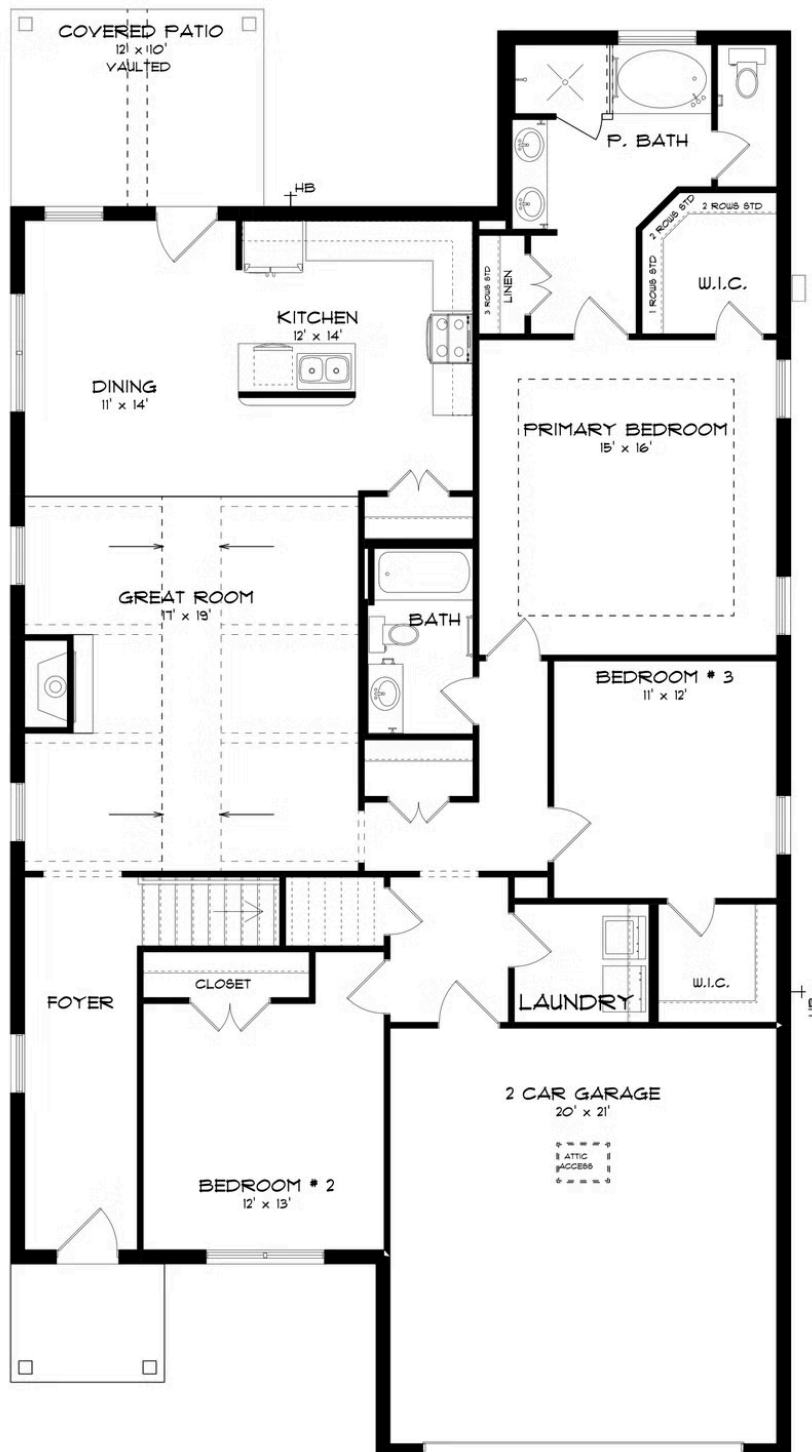 COVERED PATIO
12' x 10'
VAULTED
P. BATH
HB
2 ROWS STD
2 ROWS STD
1 ROWS STD
W.I.C.
3 ROWS STD
LINEN
KITCHEN
12' x 14'
DINING
11' x 14'
PRIMARY BEDROOM
15' x 16'
GREAT ROOM
17' x 19'
BATH
BEDROOM # 3
11' x 12'
CLOSET
FOYER
LAUNDRY
W.I.C.
HB
2 CAR GARAGE
20' x 21'
ATTIC
ACCESS
BEDROOM # 2
12' x 13'